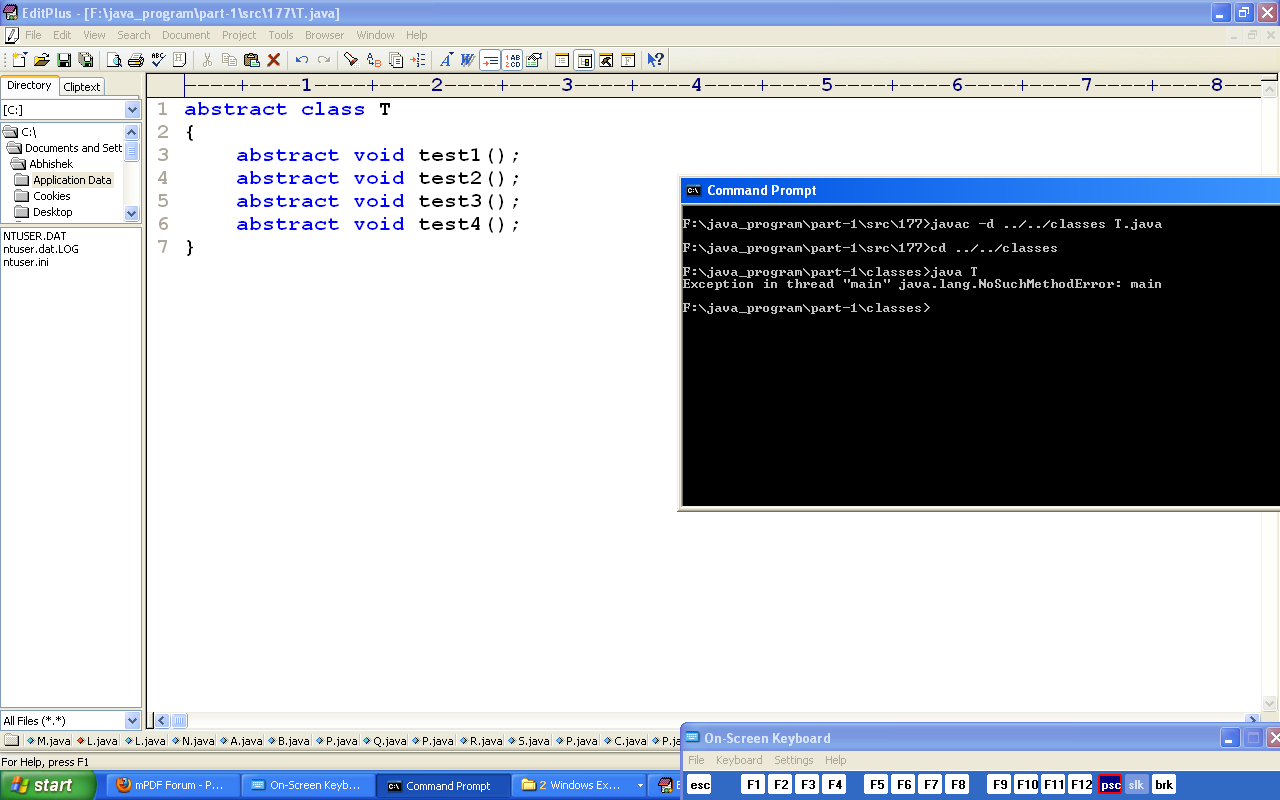 EditPlus - [F:\java_program\part-1\src\177\T.java]
File Edit View Search Document Project Tools Browser Window Help
Directory Cliptext
----+----1----+----2----+----3----+----4----+----5----+----6----+----7----+----8----
[C:]
C:\
Documents and Sett
Abhishek
Application Data
Cookies
Desktop
NTUSER.DAT
ntuser.dat.LOG
ntuser.ini
All Files (*.*)
1 abstract class T
2 {
3 abstract void test1();
4 abstract void test2();
5 abstract void test3();
6 abstract void test4();
7 }
Command Prompt
F:\java_program\part-1\src\177>javac -d ../../classes T.java
F:\java_program\part-1\src\177>cd ../../classes
F:\java_program\part-1\classes>java T
Exception in thread "main" java.lang.NoSuchMethodError: main
F:\java_program\part-1\classes>
M.java L.java L.java N.java A.java B.java P.java Q.java P.java R.java S.java P.java C.java P.ja
For Help, press F1
On-Screen Keyboard
File Keyboard Settings Help
esc F1 F2 F3 F4 F5 F6 F7 F8 F9 F10 F11 F12 psc slk brk
start mPDF Forum - P... On-Screen Keyb... Command Prompt 2 Windows Ex... E